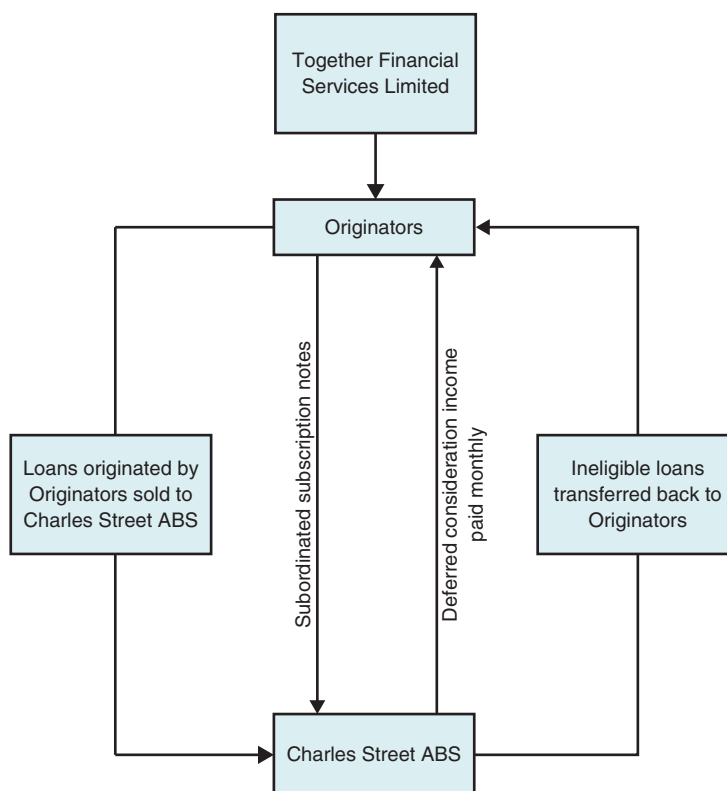 Together Financial
Services Limited
Originators
Loans originated by
Originators sold to
Charles Street ABS
Subordinated subscription notes
Deferred consideration income
paid monthly
Ineligible loans
transferred back to
Originators
Charles Street ABS